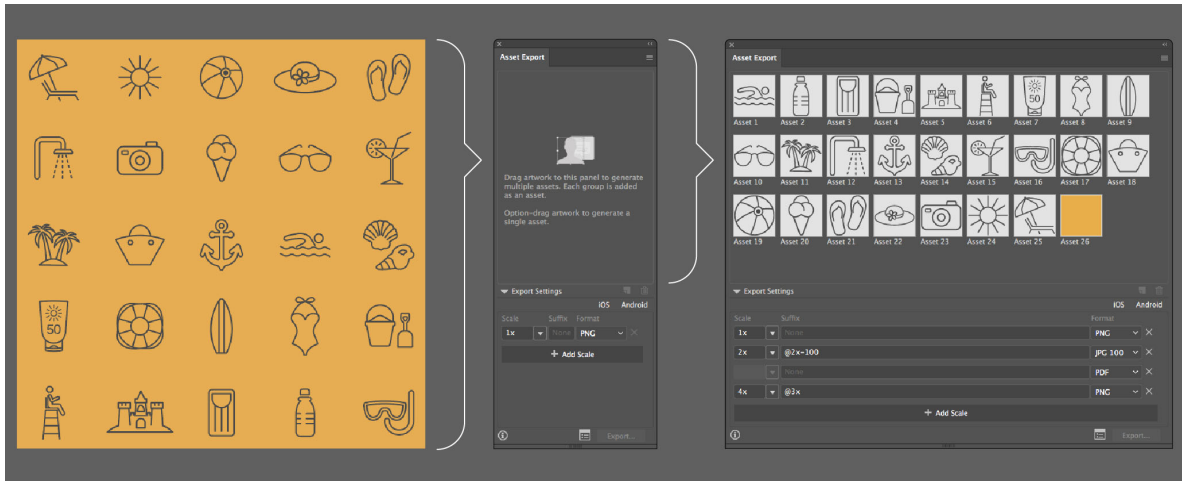 50
Asset Export
Drag artwork to this panel to generate
multiple assets. Each group is added
as an asset.
Option-drag artwork to generate a
single asset.
Export Settings
iOS Android
Scale Suffix Format
1x None PNG
+ Add Scale
Export...
Asset Export
50
Asset 1 Asset 2 Asset 3 Asset 4 Asset 5 Asset 6 Asset 7 Asset 8 Asset 9
Asset 10 Asset 11 Asset 12 Asset 13 Asset 14 Asset 15 Asset 16 Asset 17 Asset 18
Asset 19 Asset 20 Asset 21 Asset 22 Asset 23 Asset 24 Asset 25 Asset 26
Export Settings
iOS Android
Scale Suffix Format
1x None PNG
2x @2x-100 JPG 100
None PDF
4x @3x PNG
+ Add Scale
Export...